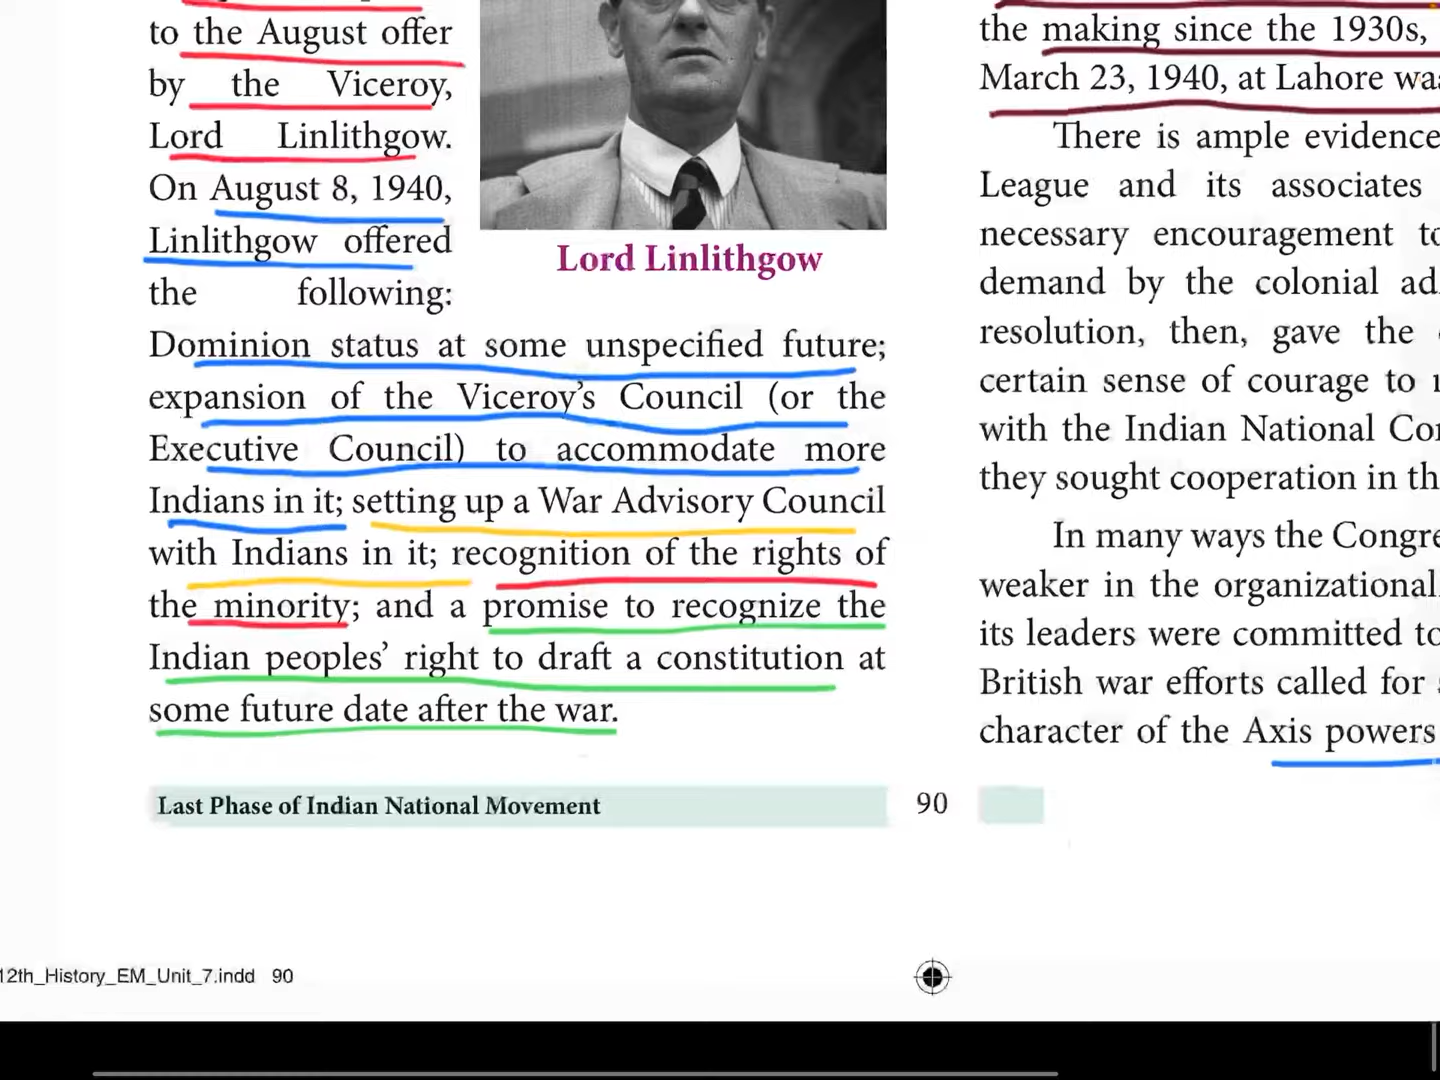 to the August offer
by the Viceroy,
Lord Linlithgow.
On August 8, 1940,
Linlithgow offered
the following:
Lord Linlithgow
Dominion status at some unspecified future;
expansion of the Viceroy's Council (or the
Executive Council) to accommodate more
Indians in it; setting up a War Advisory Council
with Indians in it; recognition of the rights of
the minority; and a promise to recognize the
Indian peoples' right to draft a constitution at
some future date after the war.
Last Phase of Indian National Movement
90
the making since the 1930s,
March 23, 1940, at Lahore
There is ample evidence
League and its associates
necessary encouragement
demand by the colonial
resolution, then, gave the
certain sense of courage to
with the Indian National
they sought cooperation in
In many ways the
weaker in the organizational
its leaders were committed
British war efforts called for
character of the Axis powers
12th_History_EM_Unit_7.indd 90